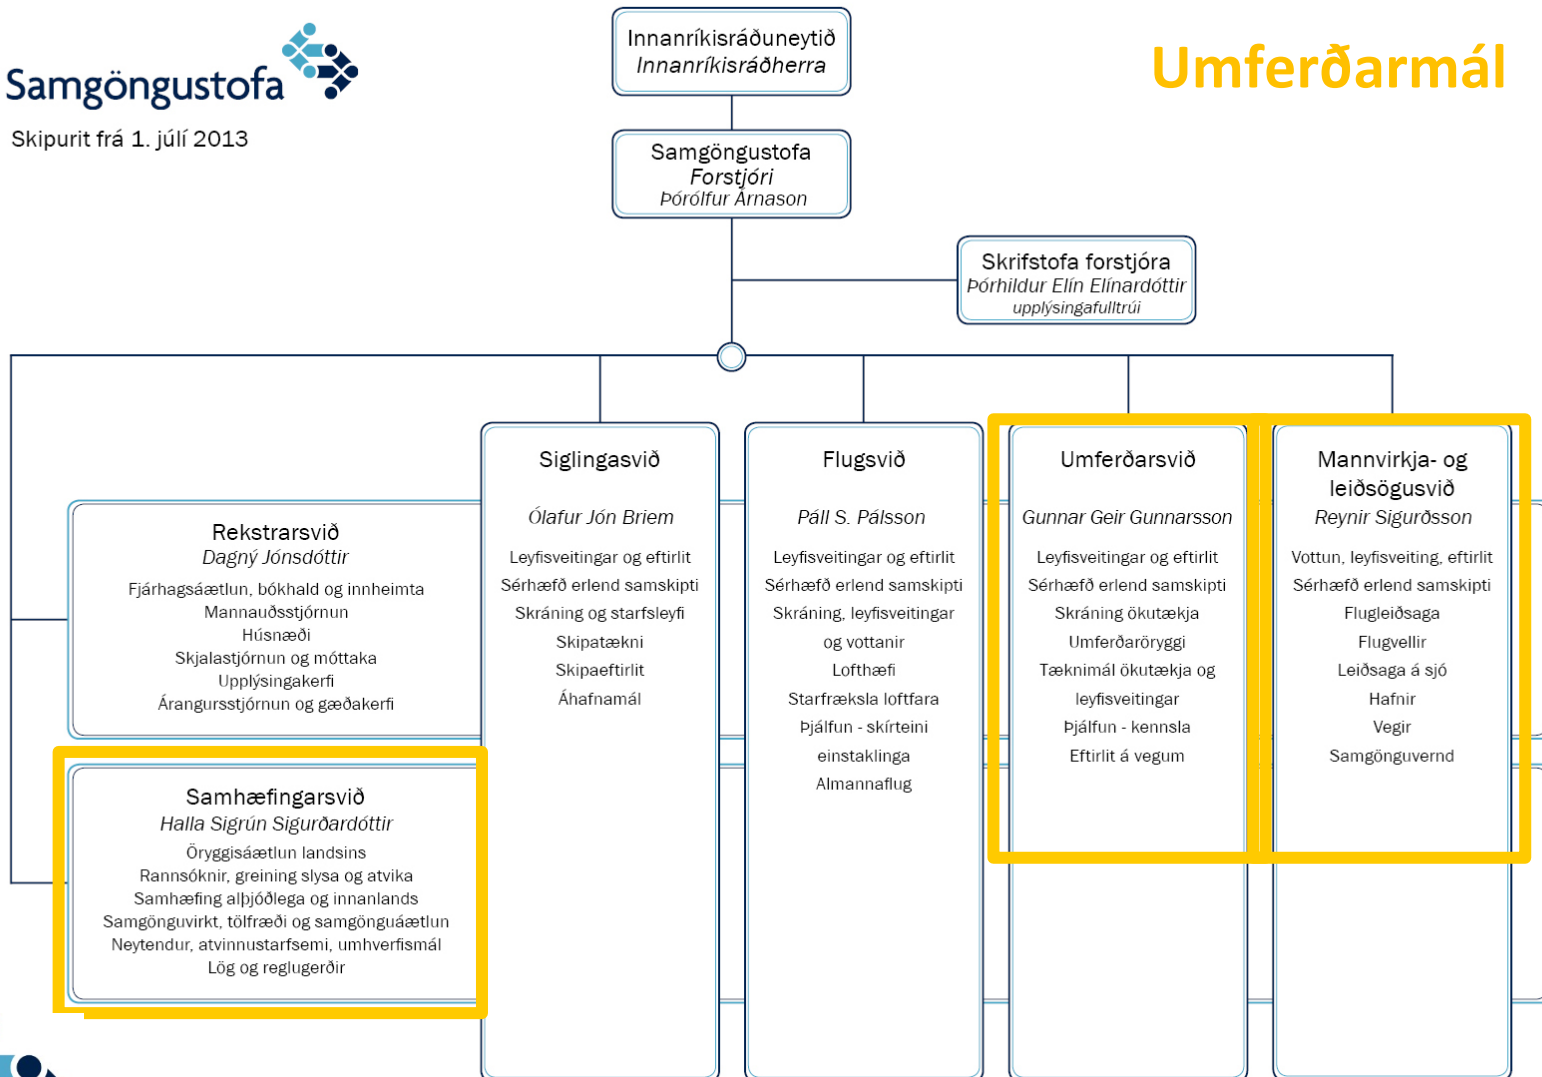 Samgöngustofa
Skipurit frá 1. júlí 2013
Umferðarmál
Innanríkisráðuneytið
Innanríkisráðherra
Samgöngustofa
Forstjóri
Þórólfur Árnason
Skrifstofa forstjóra
Þórhildur Elín Elínardóttir
upplýsingafulltrúi
Rekstrarsvið
Dagný Jónsdóttir
Fjárhagsáætlun, bókhald og innheimta
Mannauðsstjórnun
Húsnæði
Skjalastjórnun og móttaka
Upplýsingakerfi
Árangursstjórnun og gæðakerfi
Samhæfingarsvið
Halla Sigrún Sigurðardóttir
Öryggisáætlun landsins
Rannsóknir, greining slysa og atvika
Samhæfing alþjóðlega og innanlands
Samgönguvirkt, tölfræði og samgönguáætlun
Neytendur, atvinnustarfsemi, umhverfismál
Lög og reglugerðir
Siglingasvið
Ólafur Jón Briem
Leyfisveitingar og eftirlit
Sérhæfð erlend samskipti
Skráning og starfsleyfi
Skipatækni
Skipaeftirlit
Áhafnamál
Flugsvið
Páll S. Pálsson
Leyfisveitingar og eftirlit
Sérhæfð erlend samskipti
Skráning, leyfisveitingar
og vottanir
Lofthæfi
Starfræksla loftfara
Þjálfun - skírteini
einstaklinga
Almannaflug
Umferðarsvið
Gunnar Geir Gunnarsson
Leyfisveitingar og eftirlit
Sérhæfð erlend samskipti
Skráning ökutækja
Umferðaröryggi
Tæknimál ökutækja og
leyfisveitingar
Þjálfun - kennsla
Eftirlit á vegum
Mannvirkja- og
leiðsögusvið
Reynir Sigurðsson
Vottun, leyfisveiting, eftirlit
Sérhæfð erlend samskipti
Flugleiðsaga
Flugvellir
Leiðsaga á sjó
Hafnir
Vegir
Samgönguvernd